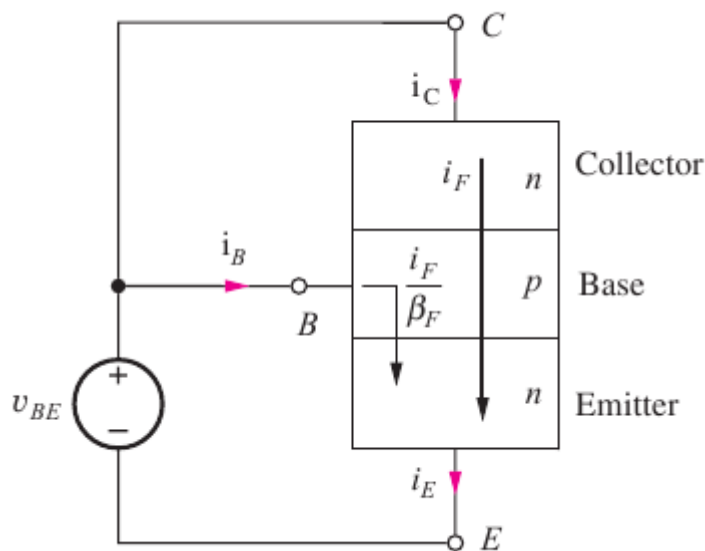 C
i_C
Collector
i_F n
i_B
i_F/β_F p Base
B
+
v_BE
−
n Emitter
i_E
E